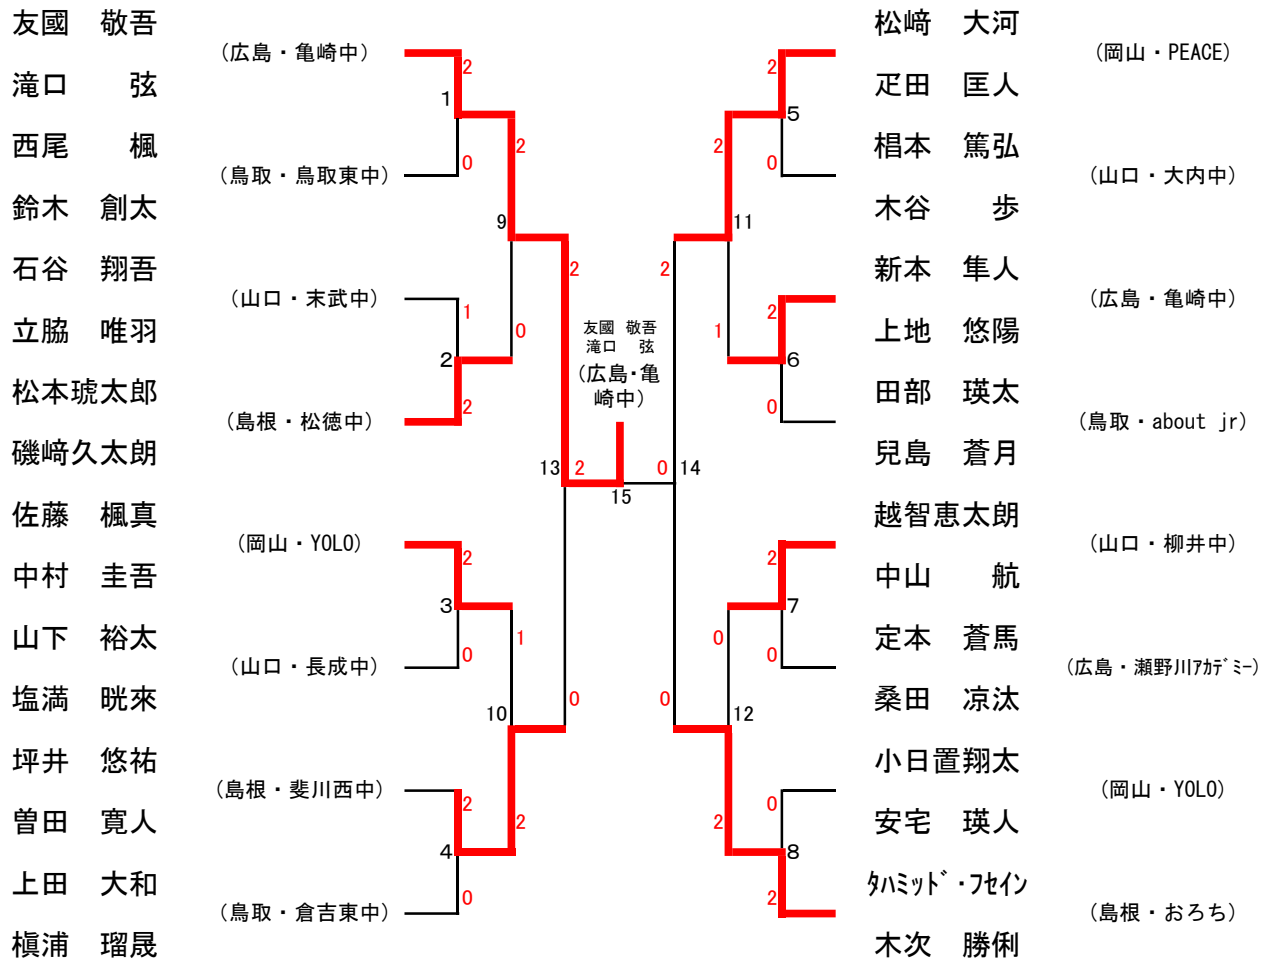 友國　敬吾
(広島・亀崎中)
滝口　　弦
西尾　　楓
(鳥取・鳥取東中)
鈴木　創太
石谷　翔吾
(山口・末武中)
立脇　唯羽
松本琥太郎
(島根・松徳中)
磯﨑久太朗
佐藤　楓真
(岡山・YOLO)
中村　圭吾
山下　裕太
(山口・長成中)
塩満　晄來
坪井　悠祐
(島根・斐川西中)
曽田　寛人
上田　大和
(鳥取・倉吉東中)
槇浦　瑠晟
2
1
0
2
9
1
0
2
2
2
13
2
2
3
0
1
10
0
2
4
0
2
友國　敬吾
滝口　　弦
(広島・亀
崎中)
15
0
14
2
2
11
1
2
5
0
2
6
0
2
7
0
0
12
0
2
0
8
2
松﨑　大河
(岡山・PEACE)
疋田　匡人
椙本　篤弘
(山口・大内中)
木谷　　歩
新本　隼人
(広島・亀崎中)
上地　悠陽
田部　瑛太
(鳥取・about jr)
兒島　蒼月
越智恵太朗
(山口・柳井中)
中山　　航
定本　蒼馬
(広島・瀬野川ｱｶﾃﾞﾐｰ)
桑田　凉汰
小日置翔太
(岡山・YOLO)
安宅　瑛人
ﾀﾊﾐｯﾄﾞ・ﾌｾｲﾝ
(島根・おろち)
木次　勝俐